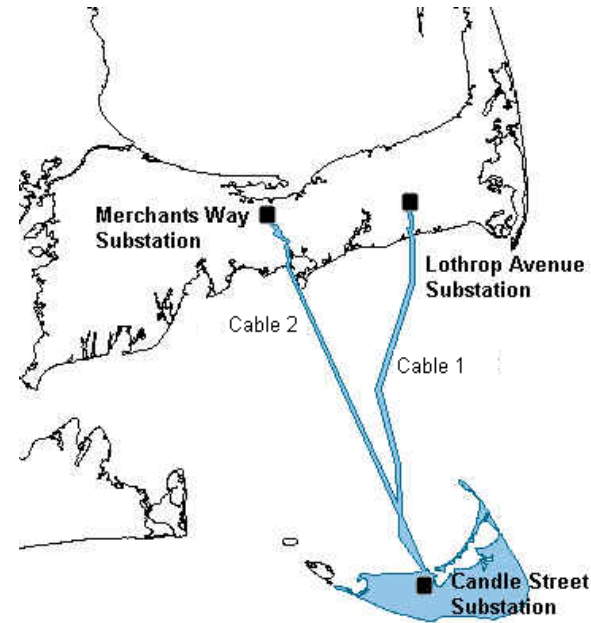 Merchants Way
Substation
Lothrop Avenue
Substation
Cable 2
Cable 1
Candle Street
Substation